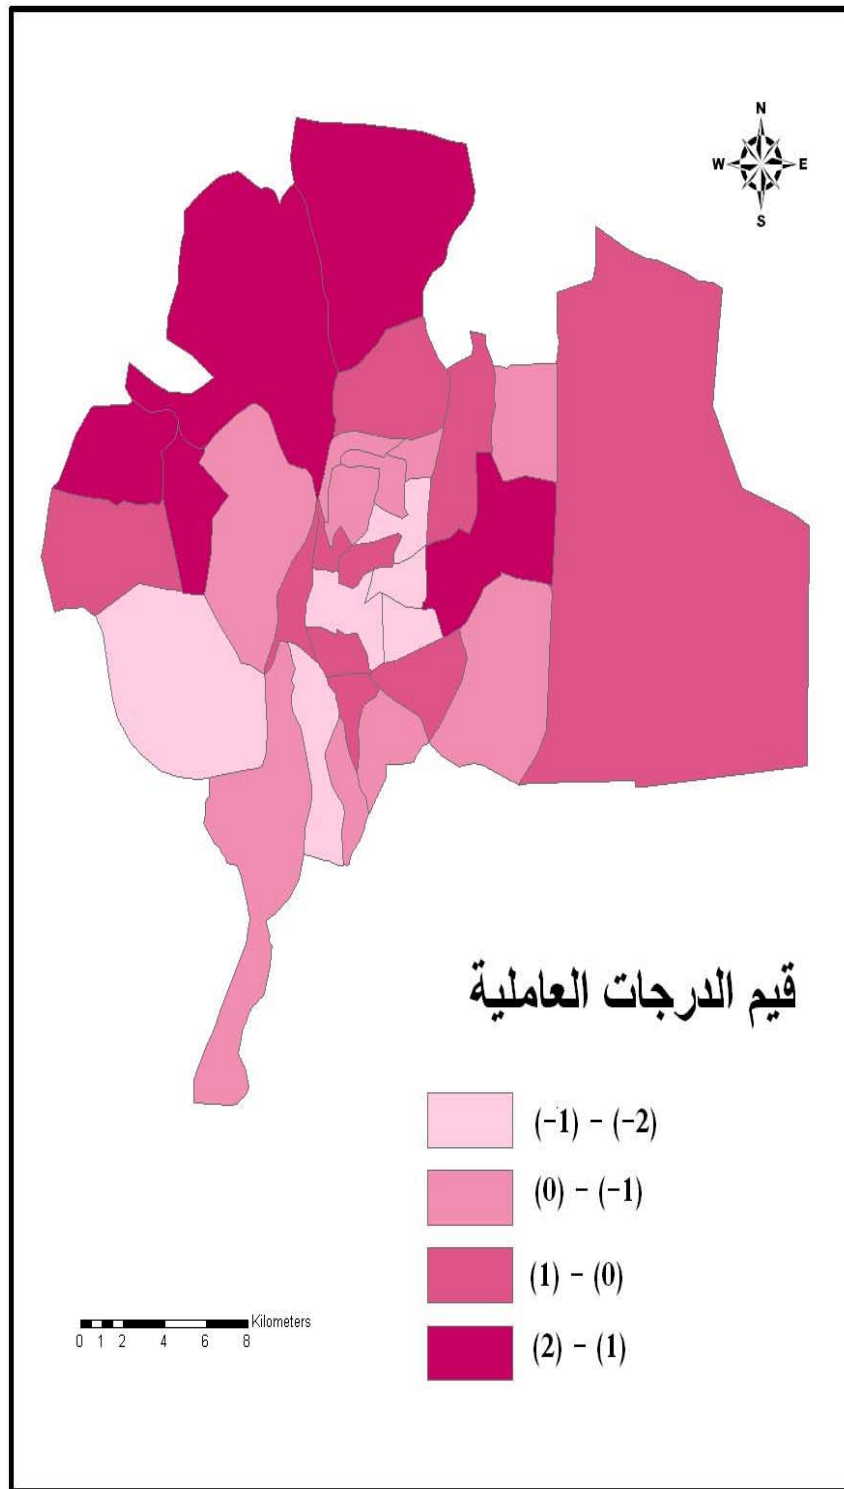 N
W E
S
قيم الدرجات العاملية
(-1) - (-2)
(0) - (-1)
(1) - (0)
(2) - (1)
Kilometers
0 1 2 4 6 8